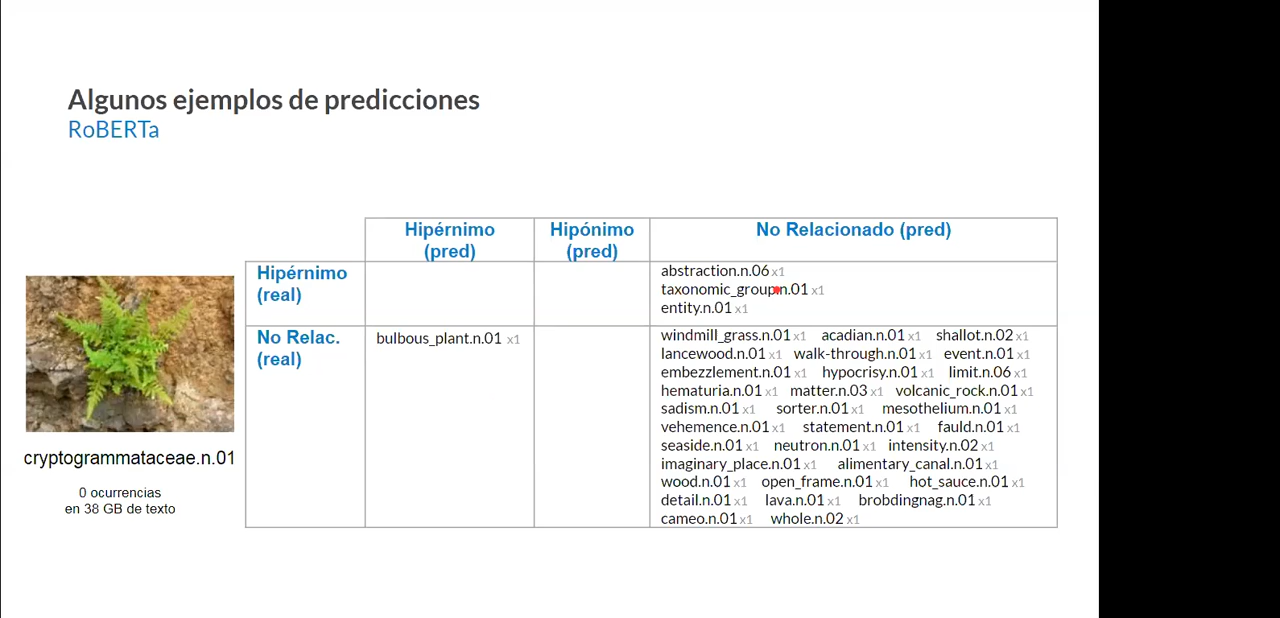 Algunos ejemplos de predicciones
RoBERTa
Hipérnimo (pred)
Hipónimo (pred)
No Relacionado (pred)
Hipérnimo (real)
abstraction.n.06 x1
taxonomic_group.n.01 x1
entity.n.01 x1
No Relac. (real)
bulbous_plant.n.01 x1
windmill_grass.n.01 x1 acadian.n.01 x1 shallot.n.02 x1
lancewood.n.01 x1 walk-through.n.01 x1 event.n.01 x1
embezzlement.n.01 x1 hypocrisy.n.01 x1 limit.n.06 x1
hematuria.n.01 x1 matter.n.03 x1 volcanic_rock.n.01 x1
sadism.n.01 x1 sorter.n.01 x1 mesothelium.n.01 x1
vehemence.n.01 x1 statement.n.01 x1 fauld.n.01 x1
seaside.n.01 x1 neutron.n.01 x1 intensity.n.02 x1
imaginary_place.n.01 x1 alimentary_canal.n.01 x1
wood.n.01 x1 open_frame.n.01 x1 hot_sauce.n.01 x1
detail.n.01 x1 lava.n.01 x1 brobdingnag.n.01 x1
cameo.n.01 x1 whole.n.02 x1
cryptogrammataceae.n.01
0 ocurrencias
en 38 GB de texto